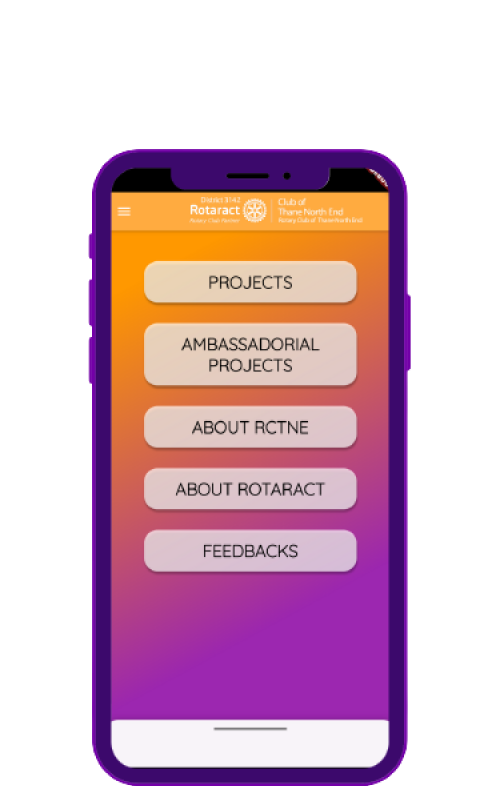 District 3142
Rotaract
Rotary Club Partner
Club of
Thane North End
Rotary Club of Thane North End
PROJECTS
AMBASSADORIAL
PROJECTS
ABOUT RCTNE
ABOUT ROTARACT
FEEDBACKS